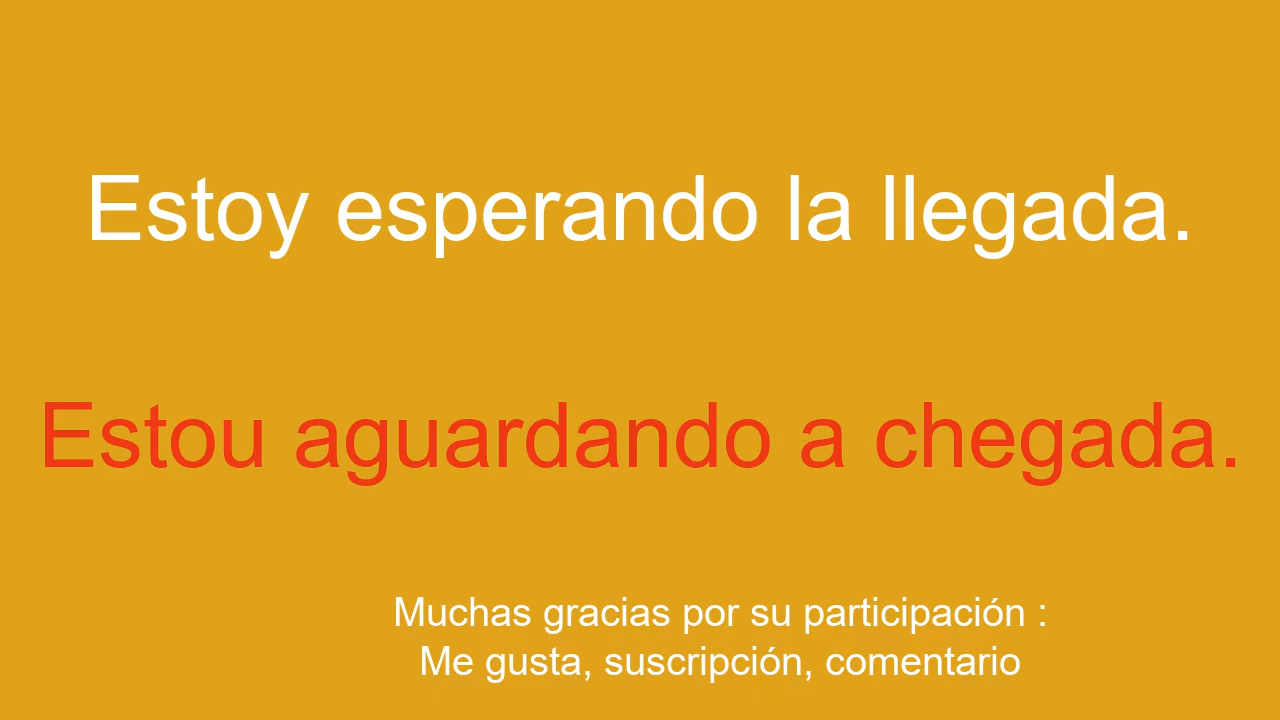 Estoy esperando la llegada.
Estou aguardando a chegada.
Muchas gracias por su participación :
Me gusta, suscripción, comentario